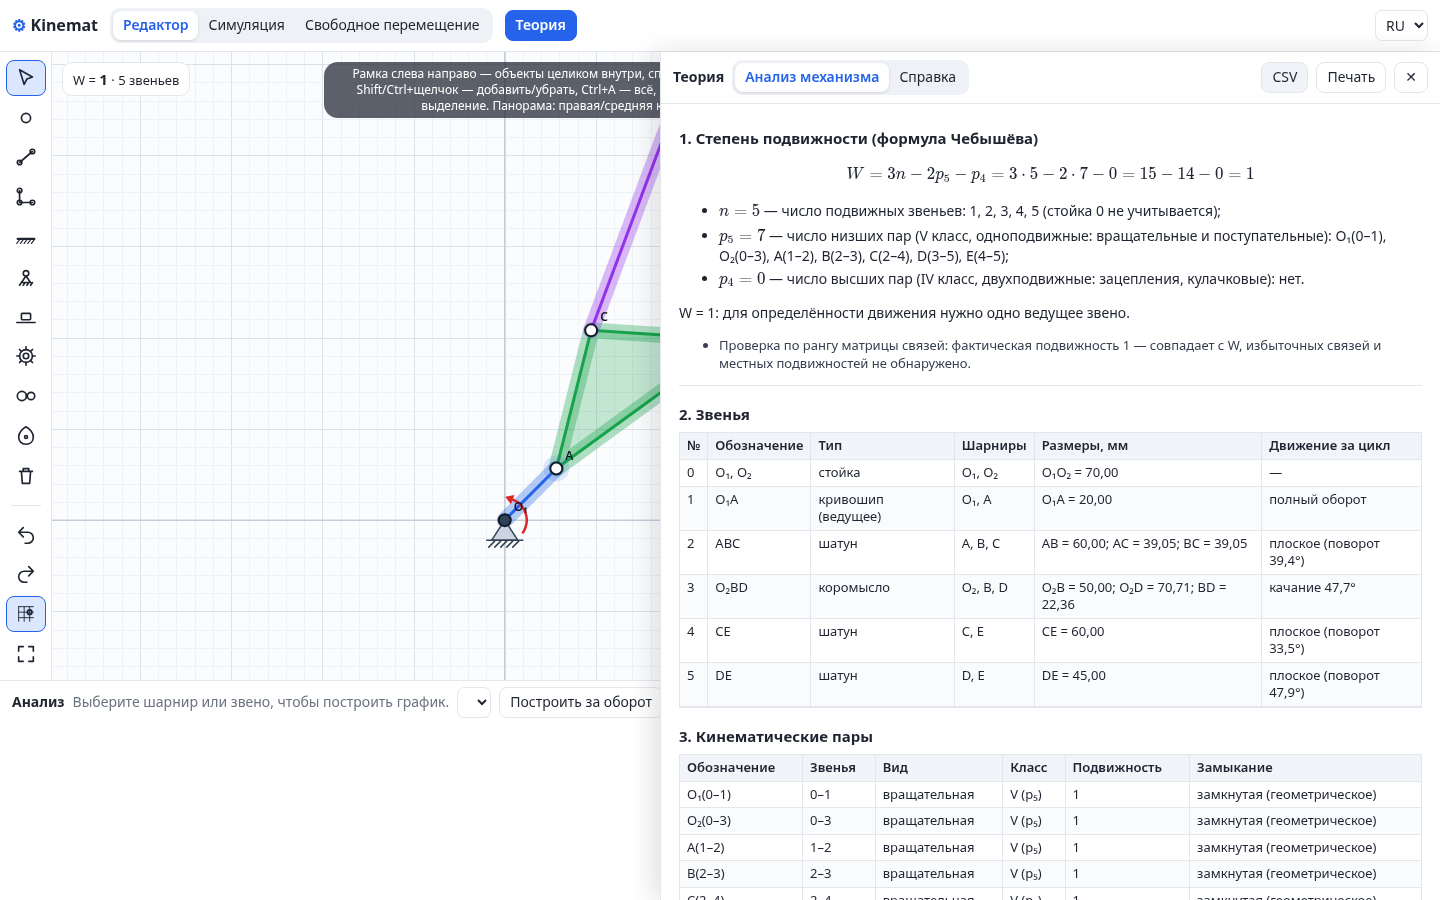 Kinemat Редактор Симуляция Свободное перемещение Теория RU
W = 1 · 5 звеньев
Рамка слева направо — объекты целиком внутри, сп
Shift/Ctrl+щелчок — добавить/убрать, Ctrl+A — всё,
выделение. Панорама: правая/средняя к
C
A
O₁
Анализ Выберите шарнир или звено, чтобы построить график. Построить за оборот
Теория Анализ механизма Справка CSV Печать ✕
1. Степень подвижности (формула Чебышёва)
W = 3n − 2p₅ − p₄ = 3 · 5 − 2 · 7 − 0 = 15 − 14 − 0 = 1
• n = 5 — число подвижных звеньев: 1, 2, 3, 4, 5 (стойка 0 не учитывается);
• p₅ = 7 — число низших пар (V класс, одноподвижные: вращательные и поступательные): O₁(0–1),
O₂(0–3), A(1–2), B(2–3), C(2–4), D(3–5), E(4–5);
• p₄ = 0 — число высших пар (IV класс, двухподвижные: зацепления, кулачковые): нет.
W = 1: для определённости движения нужно одно ведущее звено.
• Проверка по рангу матрицы связей: фактическая подвижность 1 — совпадает с W, избыточных связей и
местных подвижностей не обнаружено.
2. Звенья
№ Обозначение Тип Шарниры Размеры, мм Движение за цикл
0 O₁, O₂ стойка O₁, O₂ O₁O₂ = 70,00 —
1 O₁A кривошип (ведущее) O₁, A O₁A = 20,00 полный оборот
2 ABC шатун A, B, C AB = 60,00; AC = 39,05; BC = 39,05 плоское (поворот 39,4°)
3 O₂BD коромысло O₂, B, D O₂B = 50,00; O₂D = 70,71; BD = 22,36 качание 47,7°
4 CE шатун C, E CE = 60,00 плоское (поворот 33,5°)
5 DE шатун D, E DE = 45,00 плоское (поворот 47,9°)
3. Кинематические пары
Обозначение Звенья Вид Класс Подвижность Замыкание
O₁(0–1) 0–1 вращательная V (p₅) 1 замкнутая (геометрическое)
O₂(0–3) 0–3 вращательная V (p₅) 1 замкнутая (геометрическое)
A(1–2) 1–2 вращательная V (p₅) 1 замкнутая (геометрическое)
B(2–3) 2–3 вращательная V (p₅) 1 замкнутая (геометрическое)
C(2–4) 2–4 вращательная V (p₅) 1 замкнутая (геометрическое)